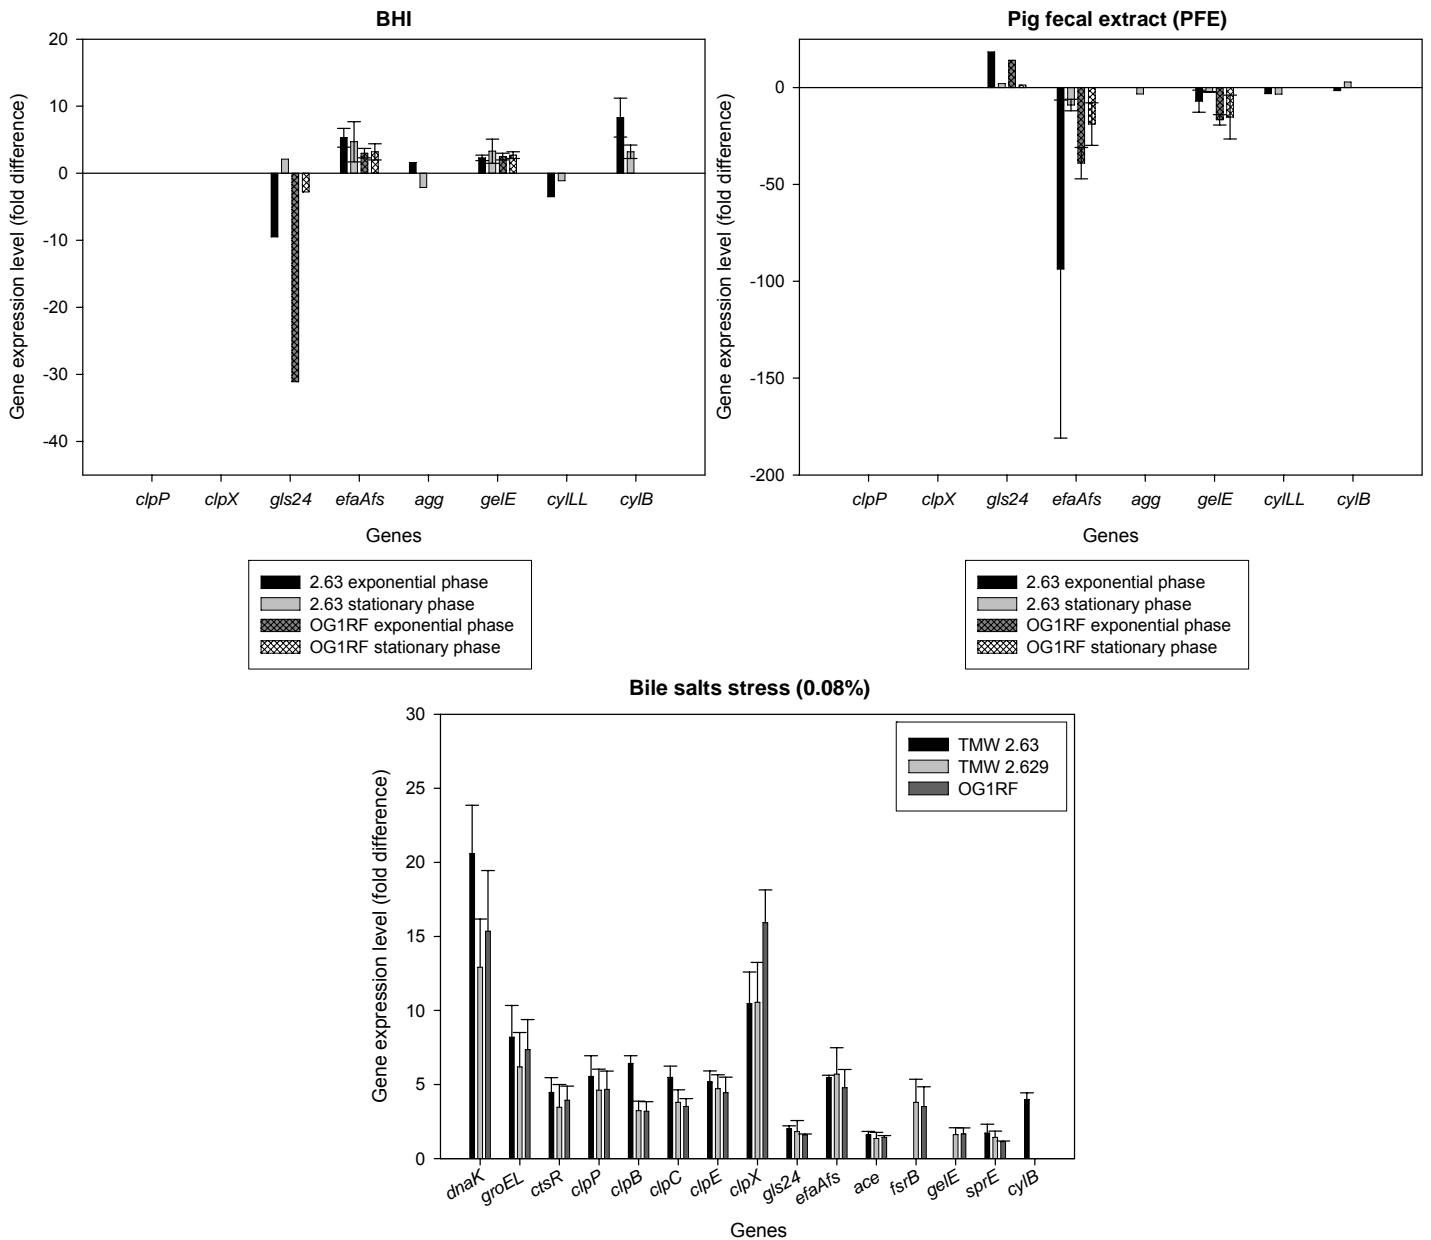 BHI
Gene expression level (fold difference)
20
10
0
-10
-20
-30
-40
clpP clpX gls24 efaAfs agg gelE cylLL cylB
Genes
2.63 exponential phase
2.63 stationary phase
OG1RF exponential phase
OG1RF stationary phase
Pig fecal extract (PFE)
Gene expression level (fold difference)
0
-50
-100
-150
-200
clpP clpX gls24 efaAfs agg gelE cylLL cylB
Genes
2.63 exponential phase
2.63 stationary phase
OG1RF exponential phase
OG1RF stationary phase
Bile salts stress (0.08%)
Gene expression level (fold difference)
30
25
20
15
10
5
0
TMW 2.63
TMW 2.629
OG1RF
dnaK groEL ctsR clpP clpB clpC clpE clpX gls24 efaAfs ace fsrB gelE sprE cylB
Genes